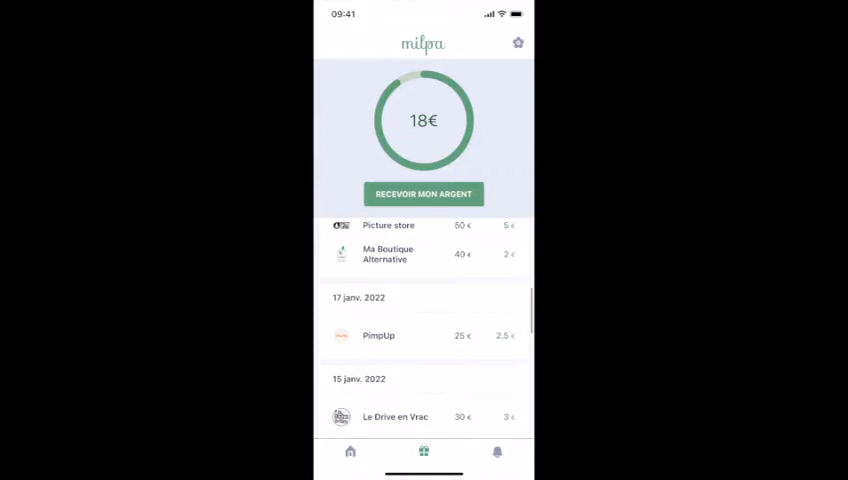 09:41
milpa
18€
RECEVOIR MON ARGENT
Picture store 50 € 5 €
Ma Boutique
Alternative 40 € 2 €
17 janv. 2022
PimpUp 25 € 2.5 €
15 janv. 2022
Le Drive en Vrac 30 € 3 €